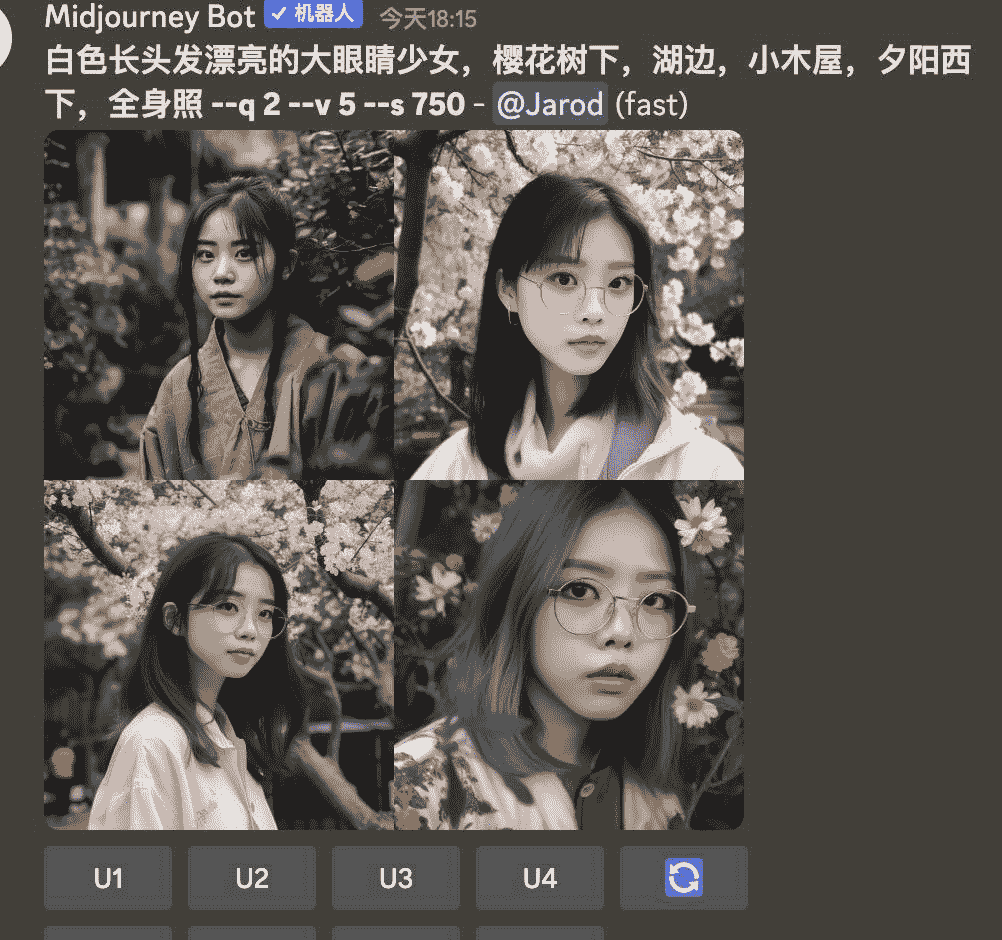 Midjourney Bot ✓ 机器人 今天18:15
白色长头发漂亮的大眼睛少女，樱花树下，湖边，小木屋，夕阳西
下，全身照 --q 2 --v 5 --s 750 - @Jarod (fast)
U1 U2 U3 U4